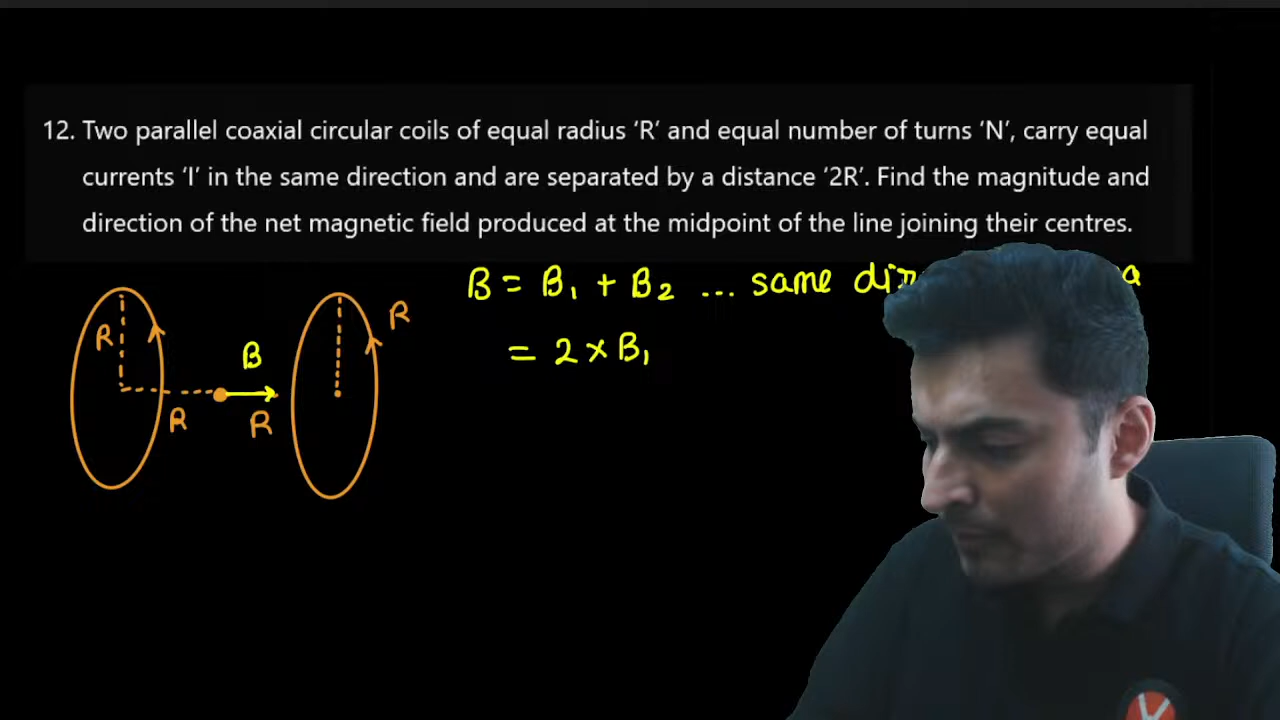 12. Two parallel coaxial circular coils of equal radius ‘R’ and equal number of turns ‘N’, carry equal
currents ‘I’ in the same direction and are separated by a distance ‘2R’. Find the magnitude and
direction of the net magnetic field produced at the midpoint of the line joining their centres.
B = B₁ + B₂ ... same
= 2 × B₁
R
B
R
R
R